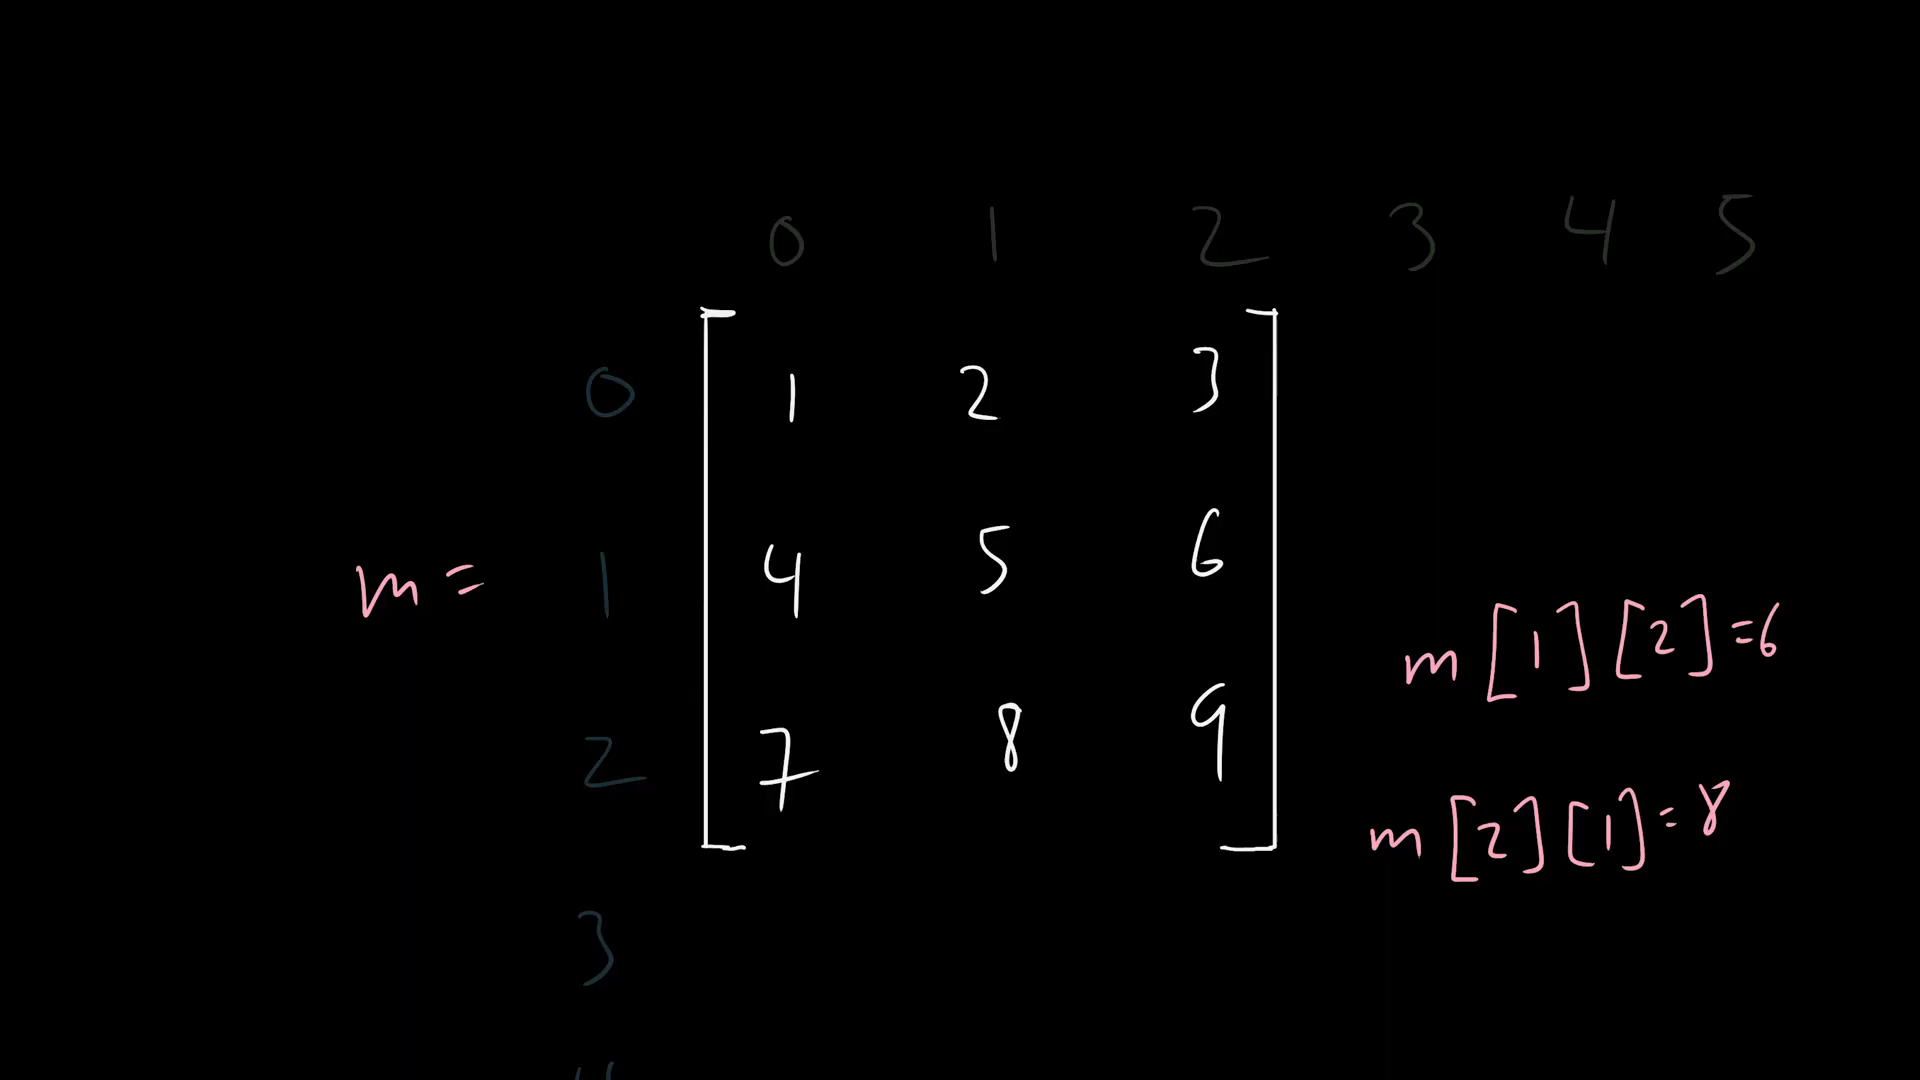 0 1 2 3 4 5
0 1 2 3
m = 1 4 5 6
m[1][2]=6
2 7 8 9
m[2][1]=8
3